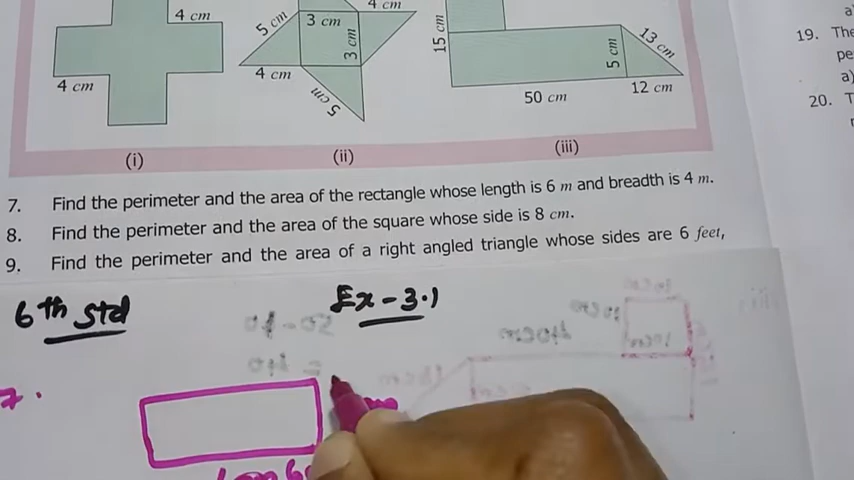 4 cm
4 cm
(i)
5 cm
3 cm
4 cm
3 cm
4 cm
5 cm
(ii)
15 cm
5 cm
13 cm
50 cm
12 cm
(iii)
7. Find the perimeter and the area of the rectangle whose length is 6 m and breadth is 4 m.
8. Find the perimeter and the area of the square whose side is 8 cm.
9. Find the perimeter and the area of a right angled triangle whose sides are 6 feet,
19. The
pe
a)
20. T
6th Std
Ex - 3.1
7.